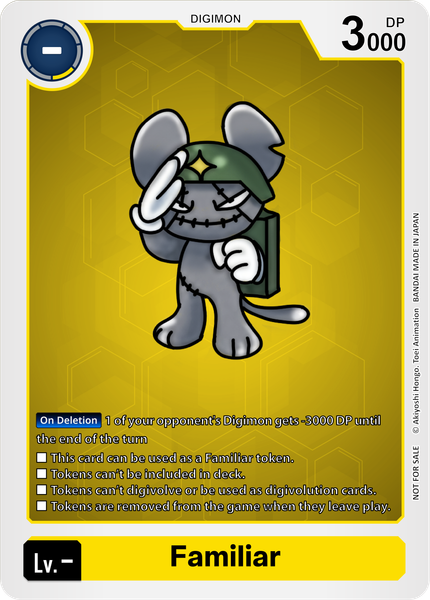 DIGIMON
-
DP
3000
On Deletion 1 of your opponent's Digimon gets -3000 DP until
the end of the turn
This card can be used as a Familiar token.
Tokens can't be included in deck.
Tokens can't digivolve or be used as digivolution cards.
Tokens are removed from the game when they leave play.
NOT FOR SALE © Akiyoshi Hongo, Toei Animation BANDAI MADE IN JAPAN
Lv.-
Familiar